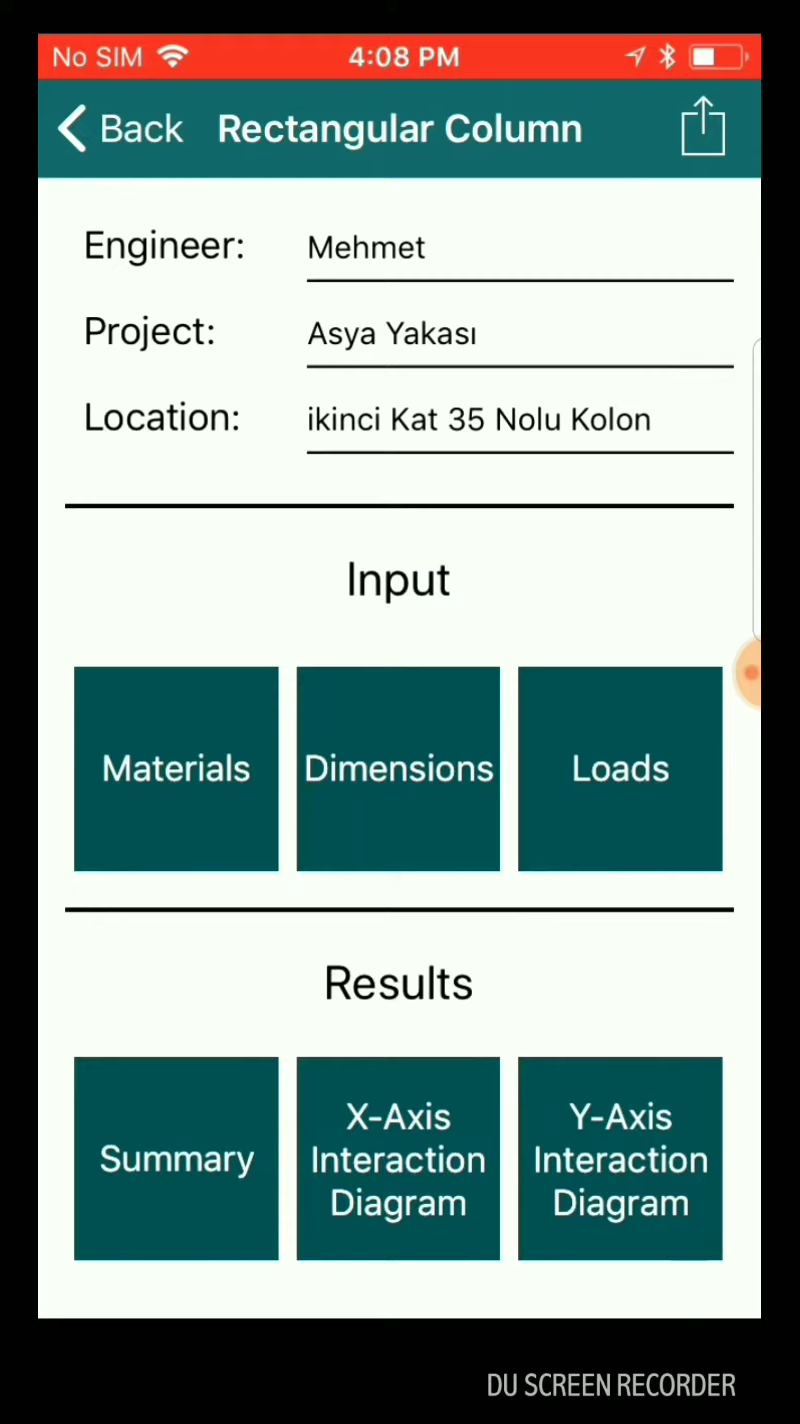 No SIM 4:08 PM
Back Rectangular Column
Engineer: Mehmet
Project: Asya Yakası
Location: ikinci Kat 35 Nolu Kolon
Input
Materials Dimensions Loads
Results
Summary
X-Axis
Interaction
Diagram
Y-Axis
Interaction
Diagram
DU SCREEN RECORDER